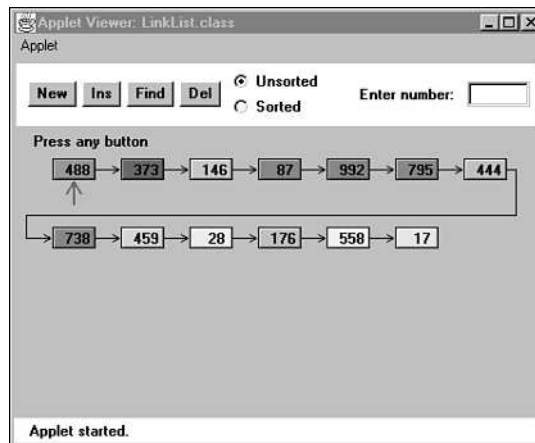 Applet Viewer: LinkList.class
Applet
New Ins Find Del Unsorted Enter number:
Sorted
Press any button
488 373 146 87 992 795 444
738 459 28 176 558 17
Applet started.